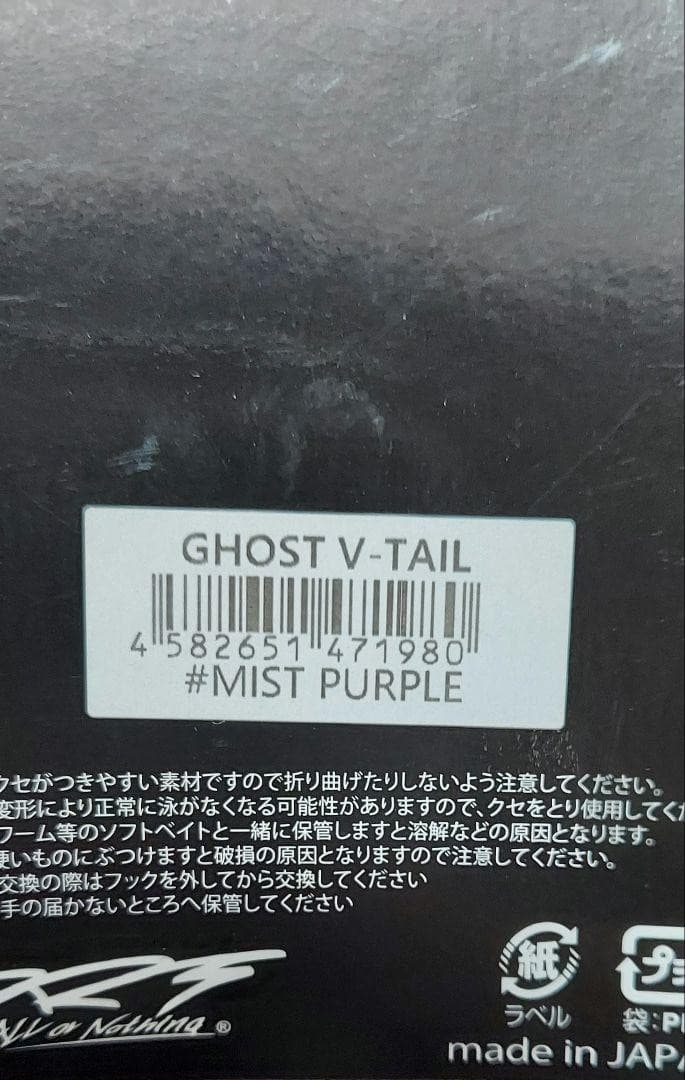 GHOST V-TAIL
4 582651 471980
#MIST PURPLE
クセがつきやすい素材ですので折り曲げたりしないよう注意してください。
変形により正常に泳がなくなる可能性がありますので、クセをとり使用してくだ
ワーム等のソフトベイトと一緒に保管しますと溶解などの原因となります。
硬いものにぶつけますと破損の原因となりますので注意してください。
交換の際はフックを外してから交換してください
手の届かないところへ保管してください
紙
プラ
ラベル
袋:P
All or Nothing®
made in JAPA